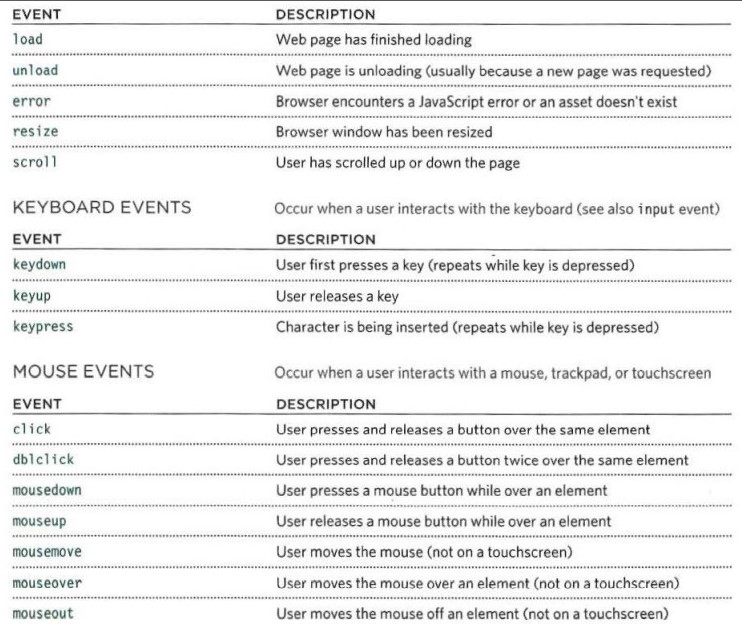 EVENT DESCRIPTION
load Web page has finished loading
unload Web page is unloading (usually because a new page was requested)
error Browser encounters a JavaScript error or an asset doesn't exist
resize Browser window has been resized
scroll User has scrolled up or down the page
KEYBOARD EVENTS Occur when a user interacts with the keyboard (see also input event)
EVENT DESCRIPTION
keydown User first presses a key (repeats while key is depressed)
keyup User releases a key
keypress Character is being inserted (repeats while key is depressed)
MOUSE EVENTS Occur when a user interacts with a mouse, trackpad, or touchscreen
EVENT DESCRIPTION
click User presses and releases a button over the same element
dblclick User presses and releases a button twice over the same element
mousedown User presses a mouse button while over an element
mouseup User releases a mouse button while over an element
mousemove User moves the mouse (not on a touchscreen)
mouseover User moves the mouse over an element (not on a touchscreen)
mouseout User moves the mouse off an element (not on a touchscreen)